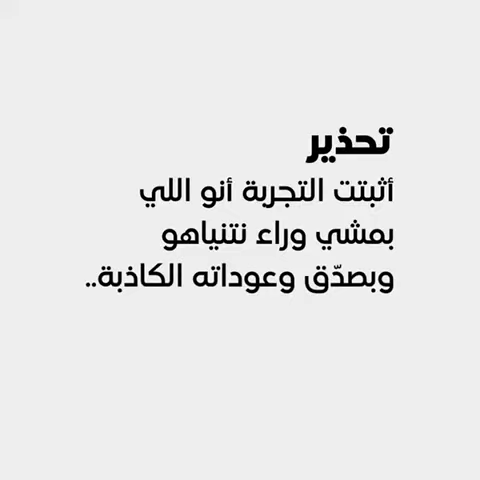 تحذير
أثبتت التجربة أنو اللي
بمشي وراء نتنياهو
وبصدّق وعوداته الكاذبة..